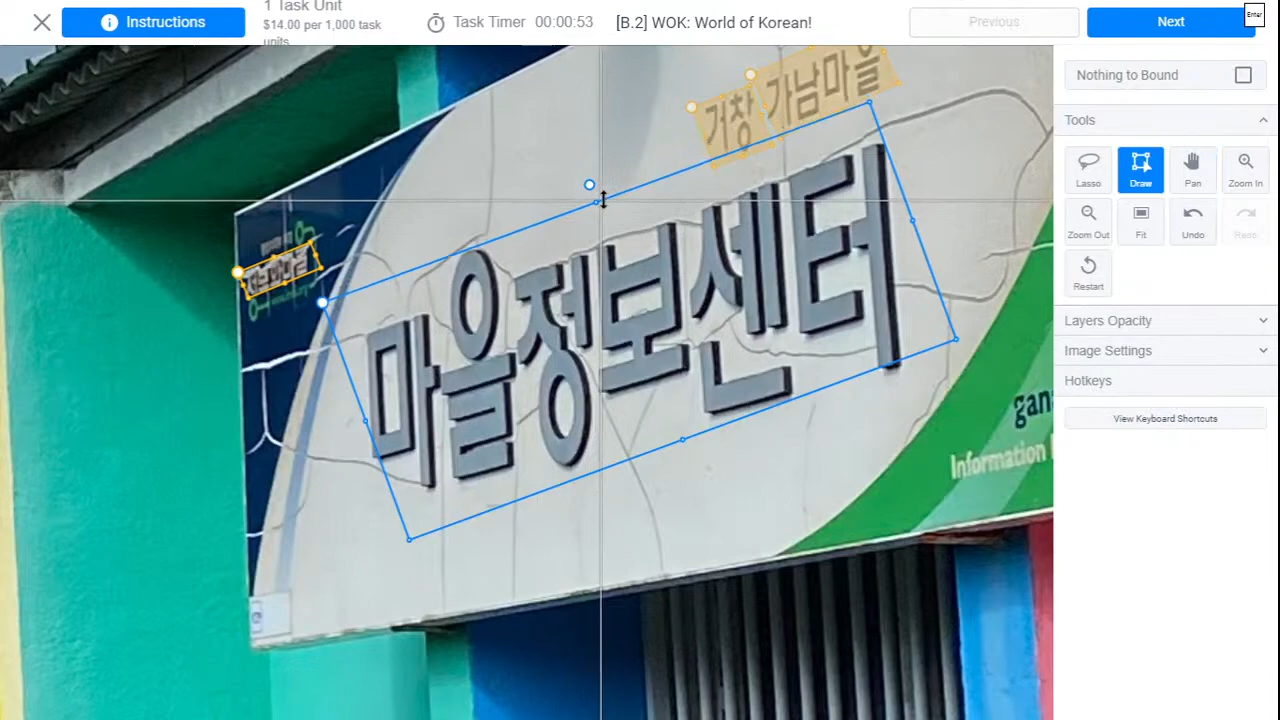 Instructions
1 Task Unit
$14.00 per 1,000 task
units
Task Timer 00:00:53
[B.2] WOK: World of Korean!
Previous
Next
Enter
Nothing to Bound
Tools
Lasso
Draw
Pan
Zoom In
Zoom Out
Fit
Undo
Redo
Restart
Layers Opacity
Image Settings
Hotkeys
View Keyboard Shortcuts
거창 가남마을
마을정보센터
gana
Information